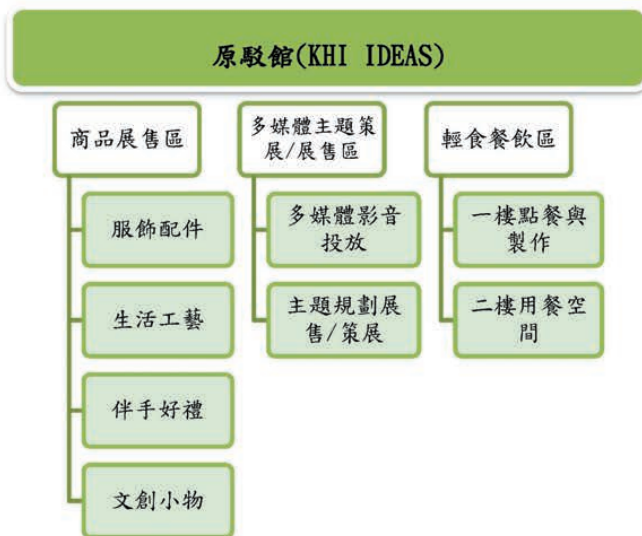 原駁館(KHI IDEAS)
商品展售區
服飾配件
生活工藝
伴手好禮
文創小物
多媒體主題策
展/展售區
多媒體影音
投放
主題規劃展
售/策展
輕食餐飲區
一樓點餐與
製作
二樓用餐空
間